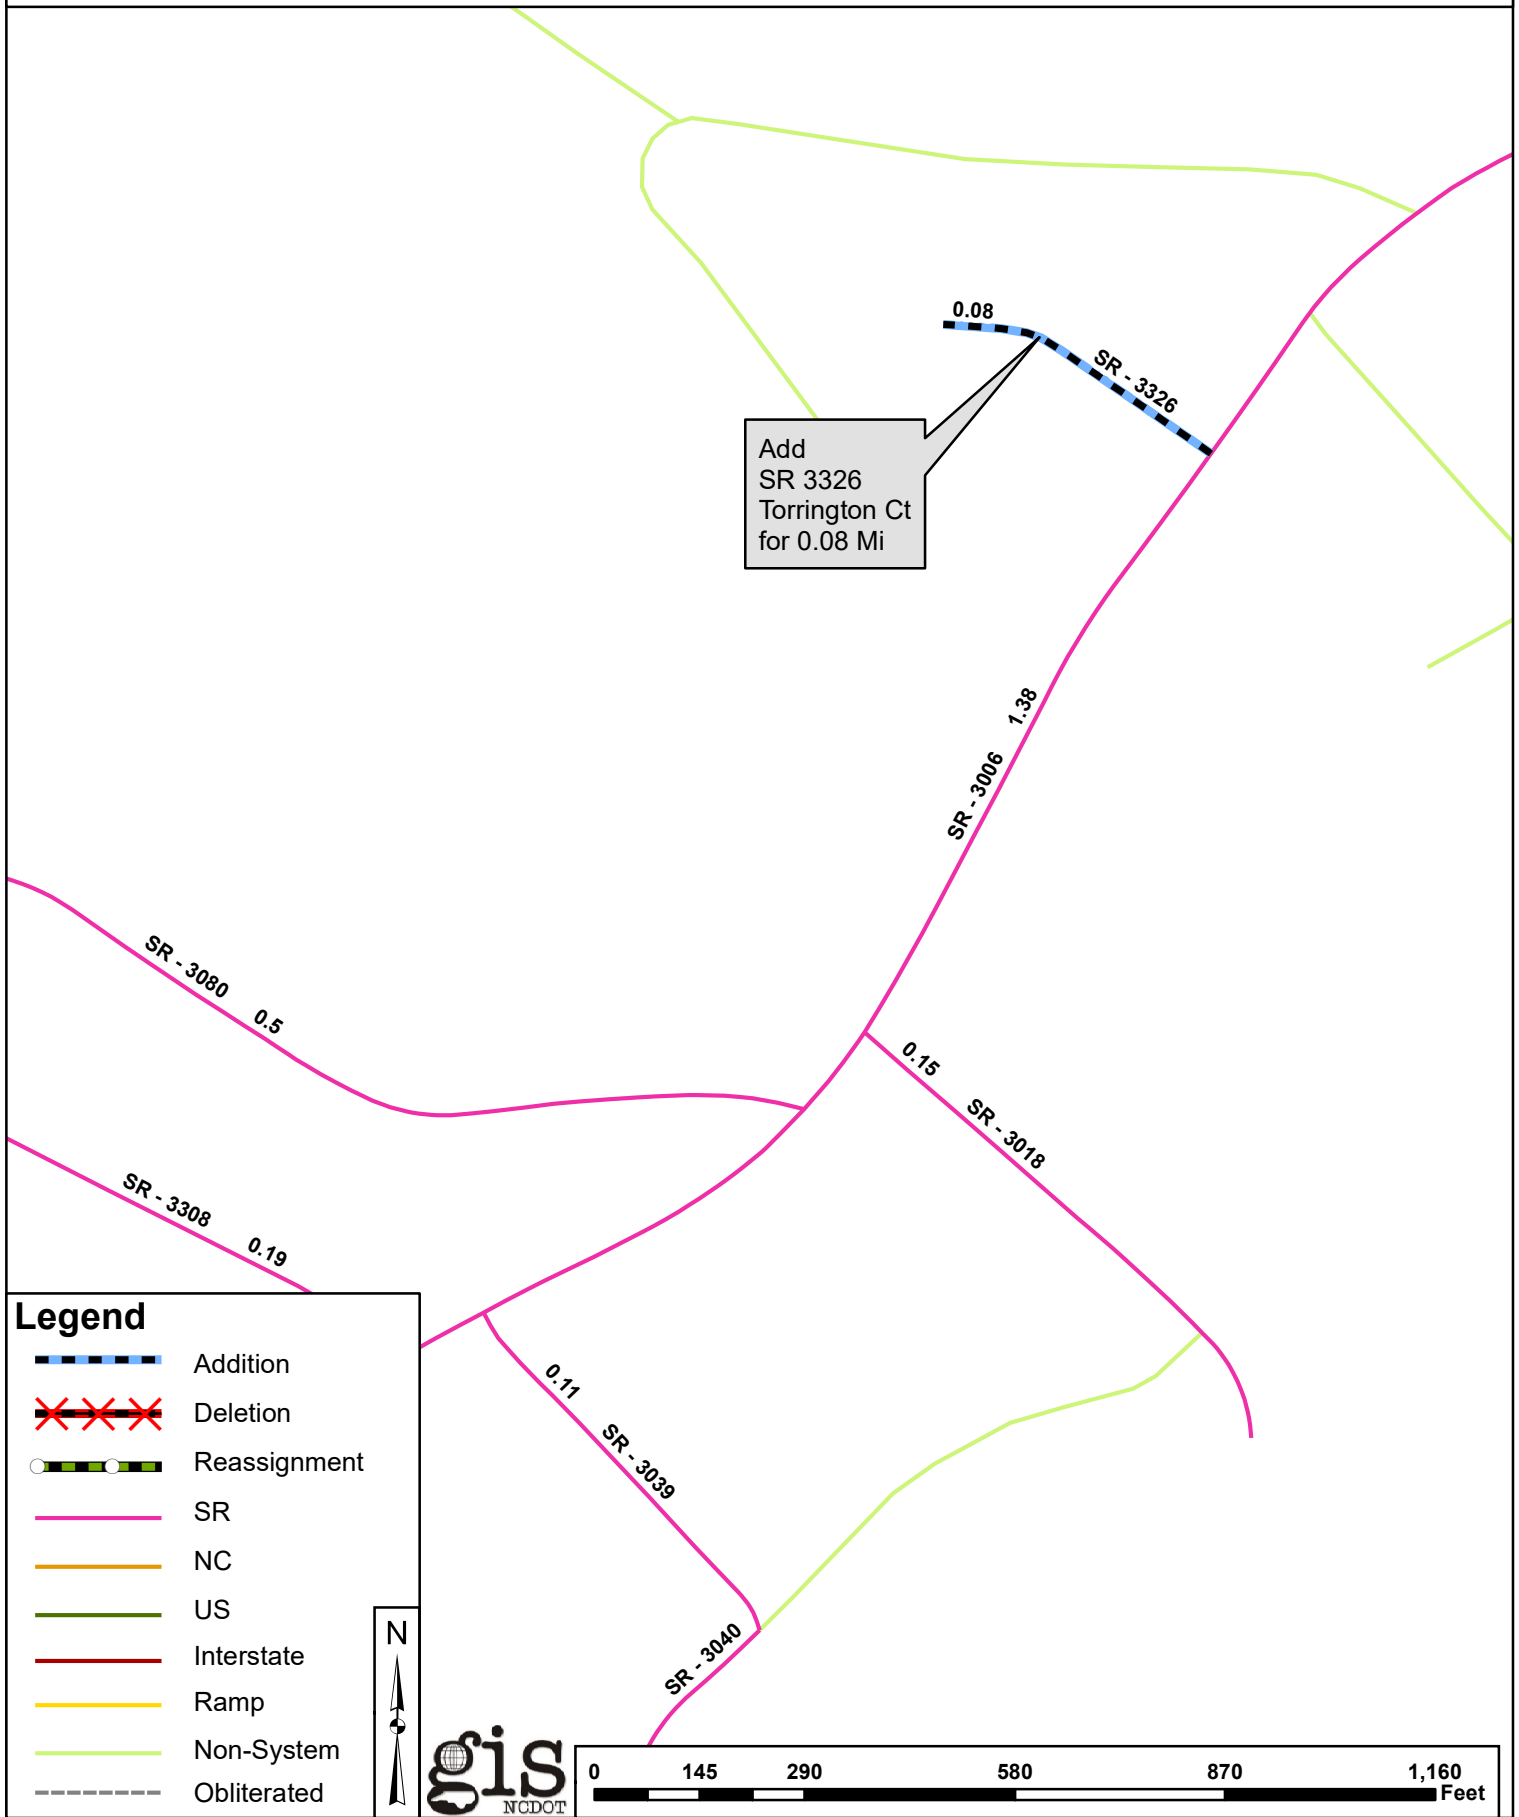 0.08
SR - 3326
Add
SR 3326
Torrington Ct
for 0.08 Mi
1.38
SR - 3006
SR - 3080
0.5
0.15
SR - 3018
SR - 3308
0.19
0.11
SR - 3039
SR - 3040
Legend
Addition
Deletion
Reassignment
SR
NC
US
Interstate
Ramp
Non-System
Obliterated
N
gis
NCDOT
0 145 290 580 870 1,160
Feet